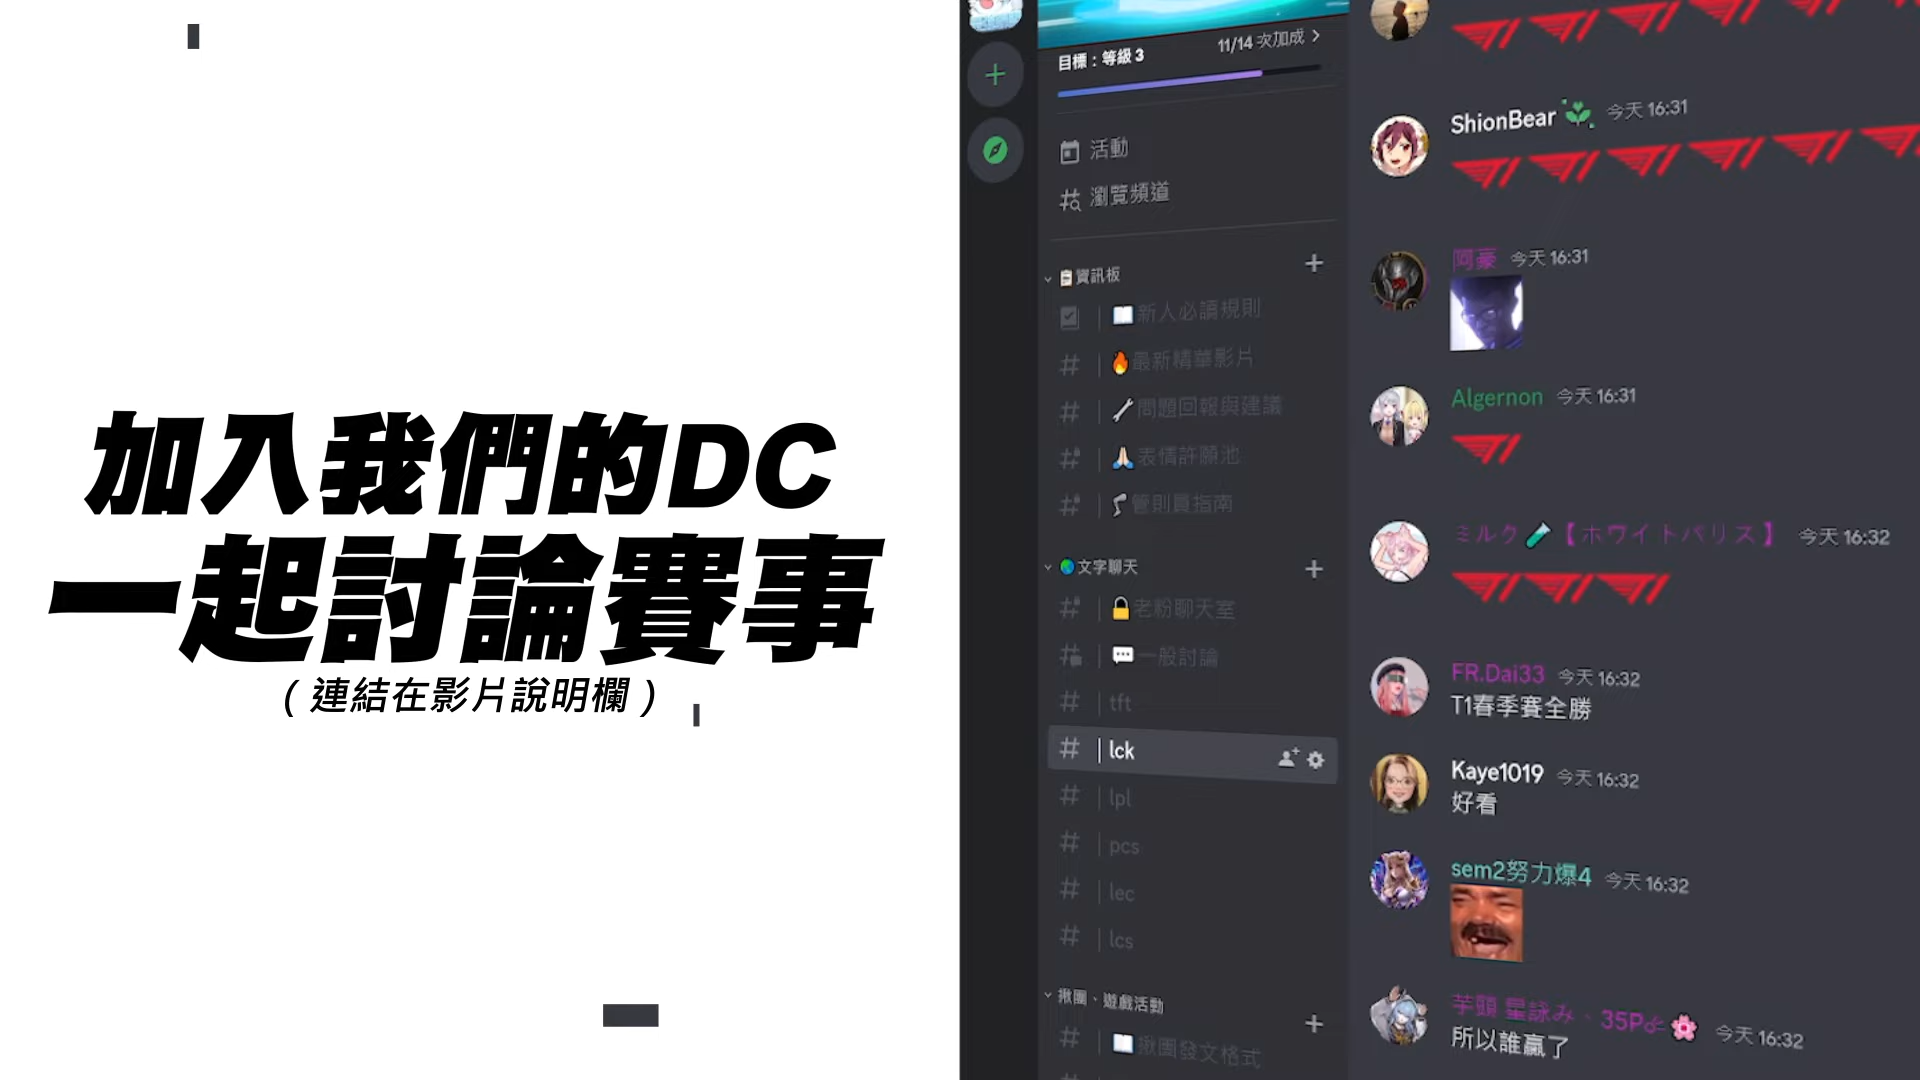 加入我們的DC
一起討論賽事
（連結在影片說明欄）
目標：等級 3
11/14 次加成
活動
瀏覽頻道
資訊板
新人必讀規則
最新精華影片
問題回報與建議
表情許願池
管則員指南
文字聊天
老粉聊天室
一般討論
tft
lck
lpl
pcs
lec
lcs
揪團、遊戲活動
揪團發文格式
ShionBear 今天 16:31
阿豪 今天 16:31
Algernon 今天 16:31
ミルク【ホワイトバリス】 今天 16:32
FR.Dai33 今天 16:32
T1春季賽全勝
Kaye1019 今天 16:32
好看
sem2努力爆4 今天 16:32
芋頭 星詠み、35P 今天 16:32
所以誰贏了